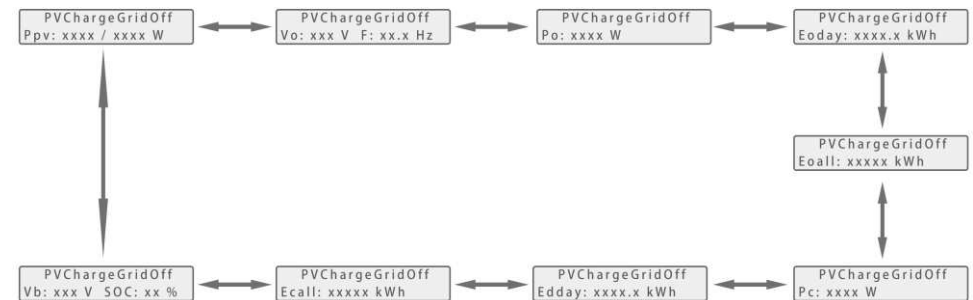 PVChargeGridOff
Ppv: xxxx / xxxx W
PVChargeGridOff
Vo: xxx V F: xx.x Hz
PVChargeGridOff
Po: xxxx W
PVChargeGridOff
Eoday: xxxx.x kWh
PVChargeGridOff
Eoall: xxxxx kWh
PVChargeGridOff
Vb: xxx V SOC: xx %
PVChargeGridOff
Ecall: xxxxx kWh
PVChargeGridOff
Edday: xxxx.x kWh
PVChargeGridOff
Pc: xxxx W